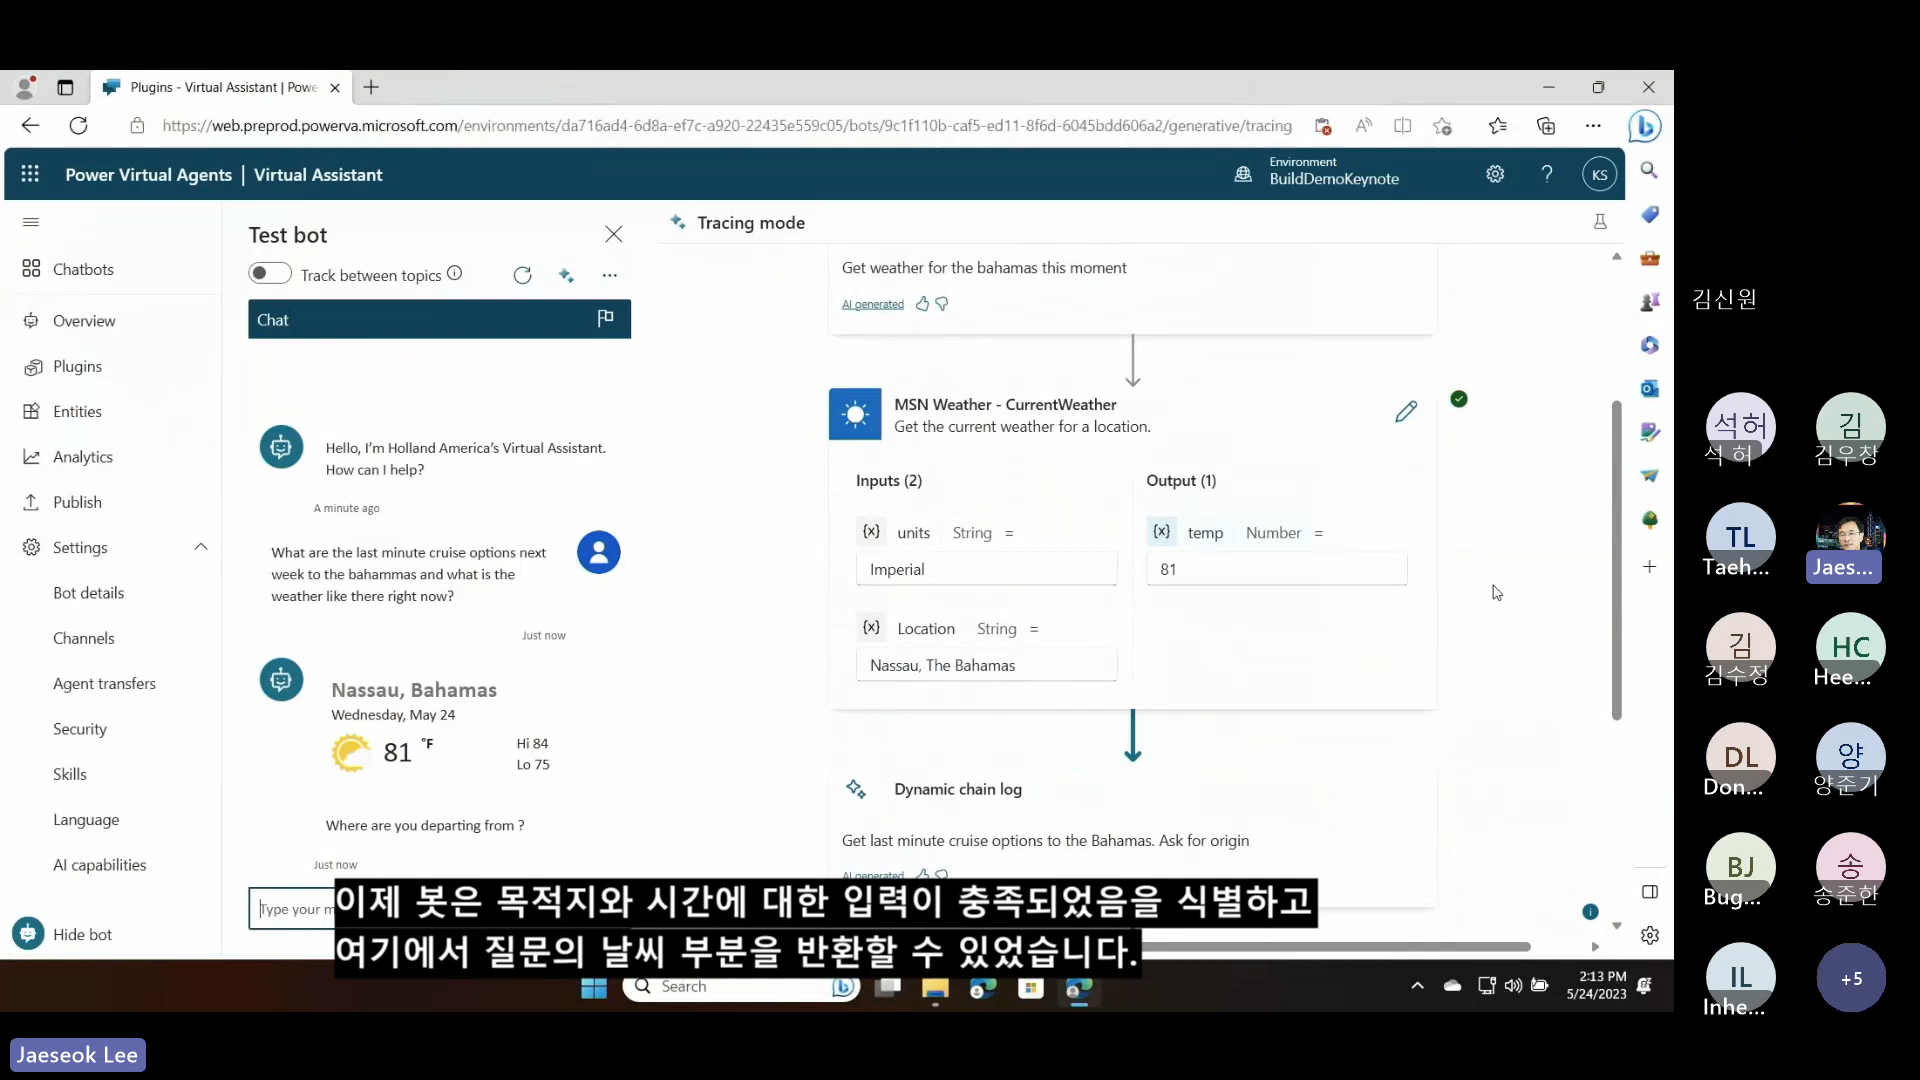 Plugins - Virtual Assistant | Powe
https://web.preprod.powerva.microsoft.com/environments/da716ad4-6d8a-ef7c-a920-22435e559c05/bots/9c1f110b-caf5-ed11-8f6d-6045bdd606a2/generative/tracing
Power Virtual Agents | Virtual Assistant
Environment
BuildDemoKeynote
KS
Chatbots
Overview
Plugins
Entities
Analytics
Publish
Settings
Bot details
Channels
Agent transfers
Security
Skills
Language
AI capabilities
Hide bot
Test bot
Track between topics
Chat
Hello, I'm Holland America's Virtual Assistant.
How can I help?
A minute ago
What are the last minute cruise options next
week to the bahammas and what is the
weather like there right now?
Just now
Nassau, Bahamas
Wednesday, May 24
81 °F
Hi 84
Lo 75
Where are you departing from ?
Just now
Type your m
Tracing mode
Get weather for the bahamas this moment
AI generated
MSN Weather - CurrentWeather
Get the current weather for a location.
Inputs (2)
{x} units String =
Imperial
{x} Location String =
Nassau, The Bahamas
Output (1)
{x} temp Number =
81
Dynamic chain log
Get last minute cruise options to the Bahamas. Ask for origin
AI generated
이제 봇은 목적지와 시간에 대한 입력이 충족되었음을 식별하고
여기에서 질문의 날씨 부분을 반환할 수 있었습니다.
Search
2:13 PM
5/24/2023
김신원
석허
석 허
김
김우창
TL
Taeh...
Jaes...
김
김수정
HC
Hee...
DL
Don...
양
양준기
BJ
Bug...
송
송준한
IL
Inhe...
+5
Jaeseok Lee